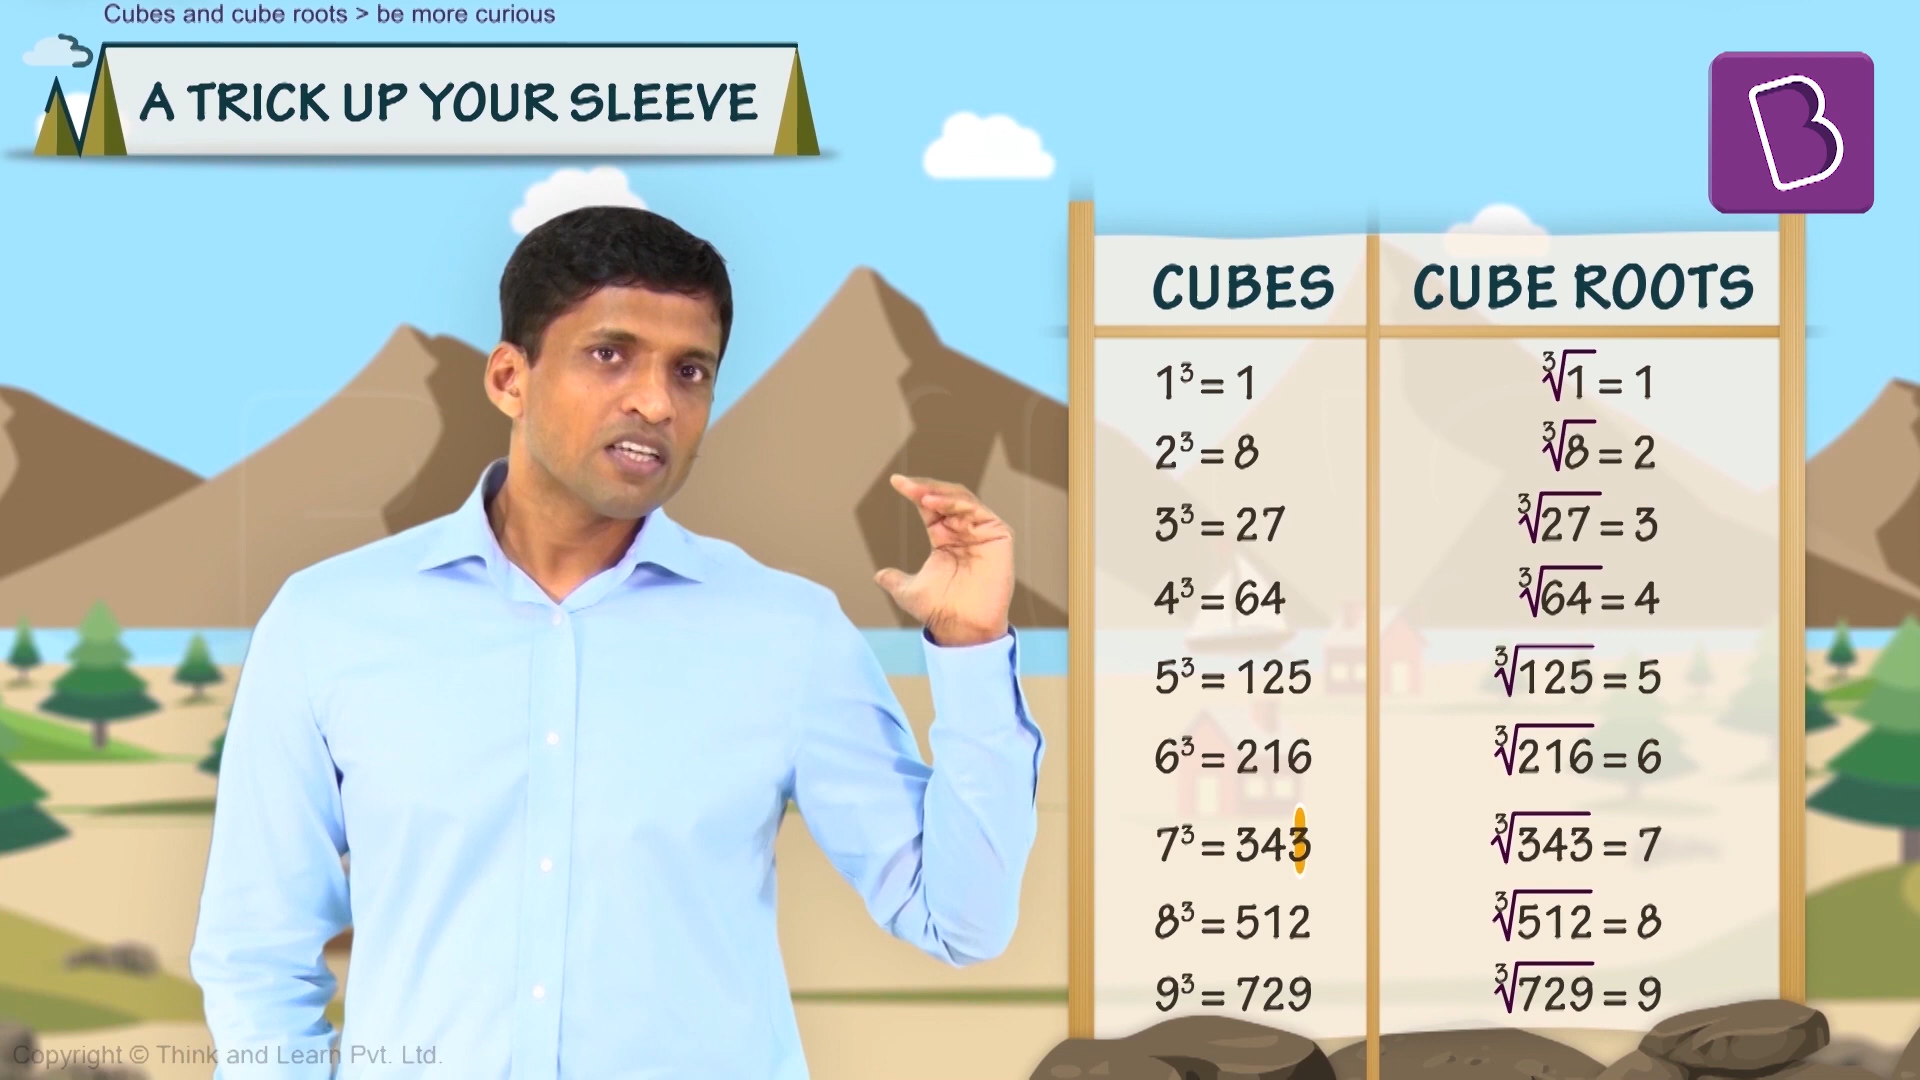 Cubes and cube roots > be more curious
A TRICK UP YOUR SLEEVE
B
CUBES CUBE ROOTS
1³ = 1 ∛1 = 1
2³ = 8 ∛8 = 2
3³ = 27 ∛27 = 3
4³ = 64 ∛64 = 4
5³ = 125 ∛125 = 5
6³ = 216 ∛216 = 6
7³ = 343 ∛343 = 7
8³ = 512 ∛512 = 8
9³ = 729 ∛729 = 9
Copyright © Think and Learn Pvt. Ltd.